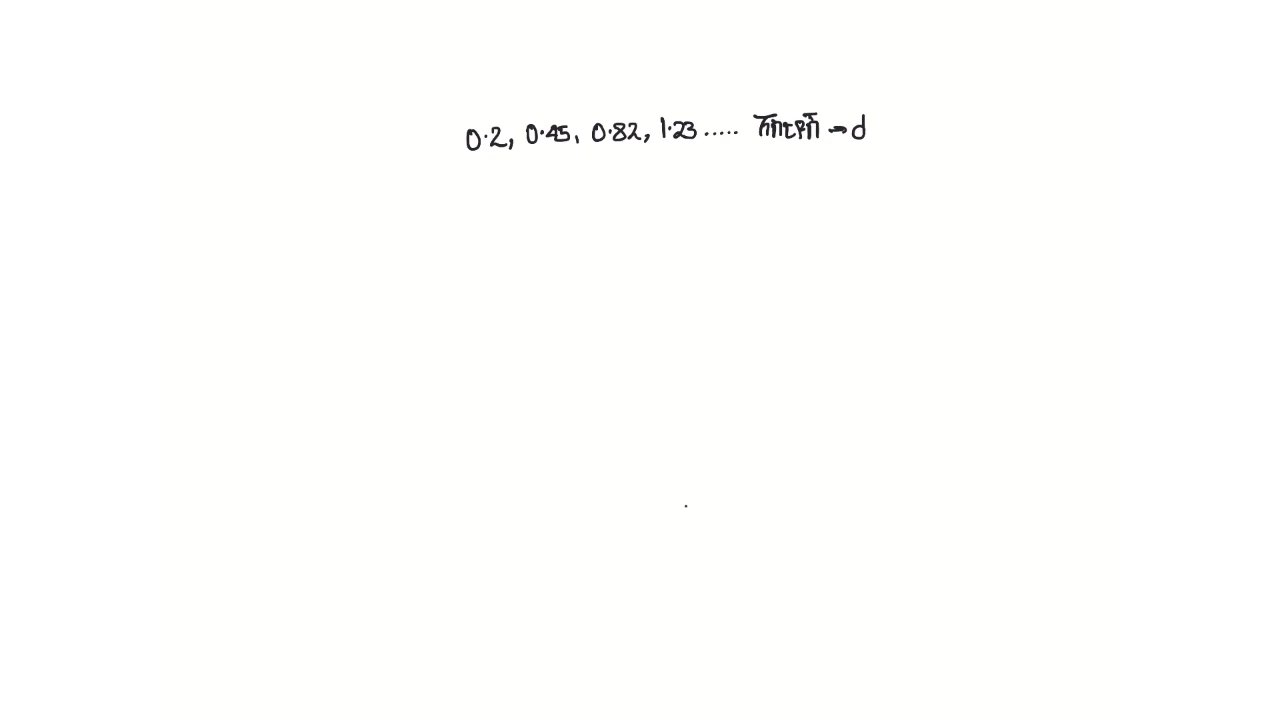 0.2, 0.45, 0.82, 1.23 ..... → d